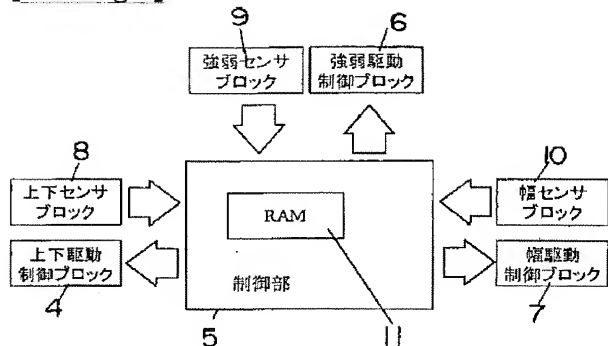 9
6
強弱センサ
ブロック
強弱駆動
制御ブロック
8
10
上下センサ
ブロック
幅センサ
ブロック
RAM
上下駆動
制御ブロック
幅駆動
制御ブロック
制御部
4
5
11
7